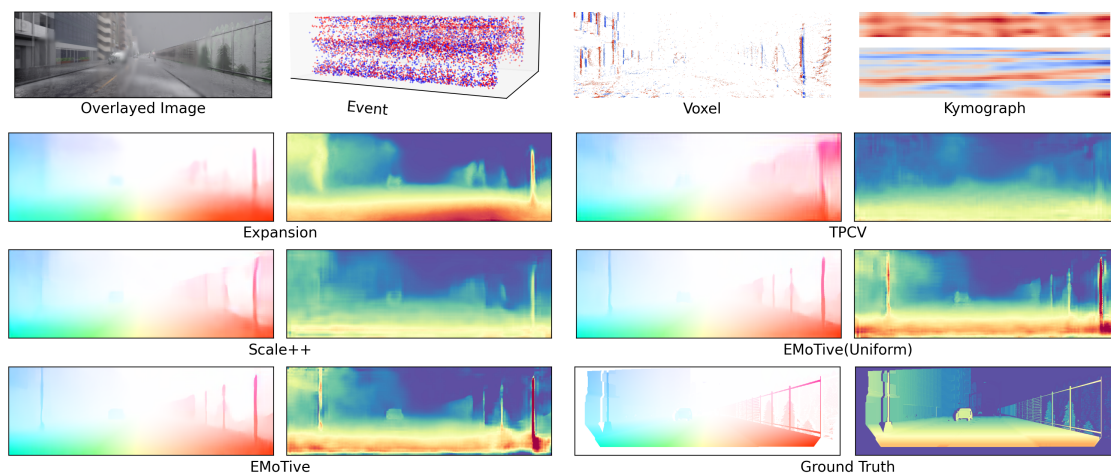 Overlayed Image
Event
Voxel
Kymograph
Expansion
TPCV
Scale++
EMoTive(Uniform)
EMoTive
Ground Truth